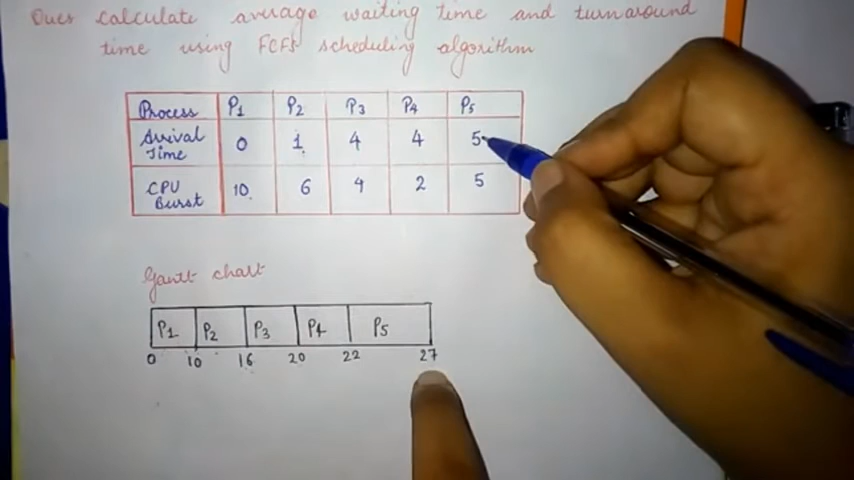 Ques calculate average waiting time and turnaround
time using FCFS scheduling algorithm
Process P1 P2 P3 P4 P5
Arrival Time 0 1 4 4 5
CPU Burst 10 6 4 2 5
Gantt chart
P1 P2 P3 P4 P5
0 10 16 20 22 27